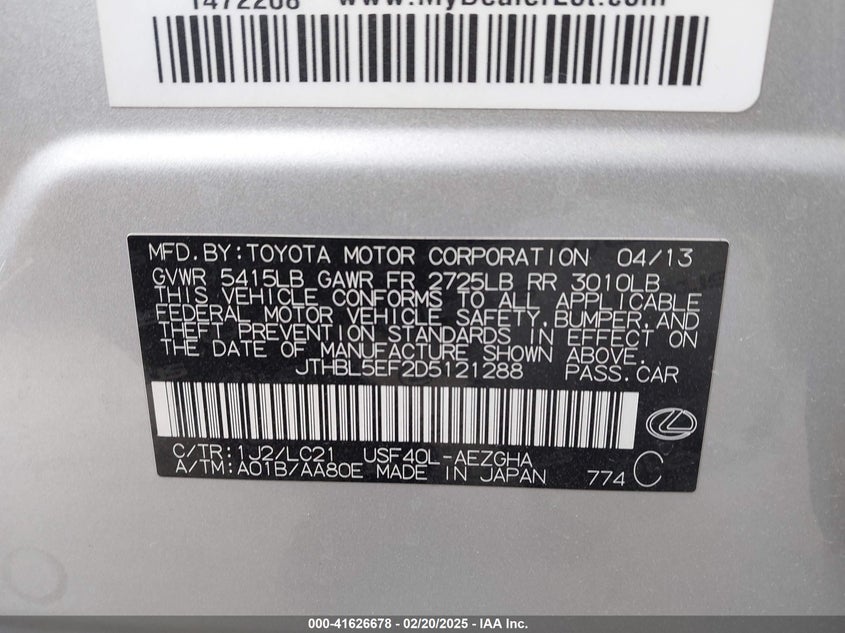 1472268 www.MyDealerLot.com
MFD.BY:TOYOTA MOTOR CORPORATION 04/13
GVWR 5415LB GAWR FR 2725LB RR 3010LB
THIS VEHICLE CONFORMS TO ALL APPLICABLE
FEDERAL MOTOR VEHICLE SAFETY,BUMPER,AND
THEFT PREVENTION STANDARDS IN EFFECT ON
THE DATE OF MANUFACTURE SHOWN ABOVE.
JTHBL5EF2D5121288 PASS.CAR
C/TR:1J2/LC21 USF40L-AEZGHA
A/TM:A01B/AA80E MADE IN JAPAN 774 C
000-41626678 - 02/20/2025 - IAA Inc.